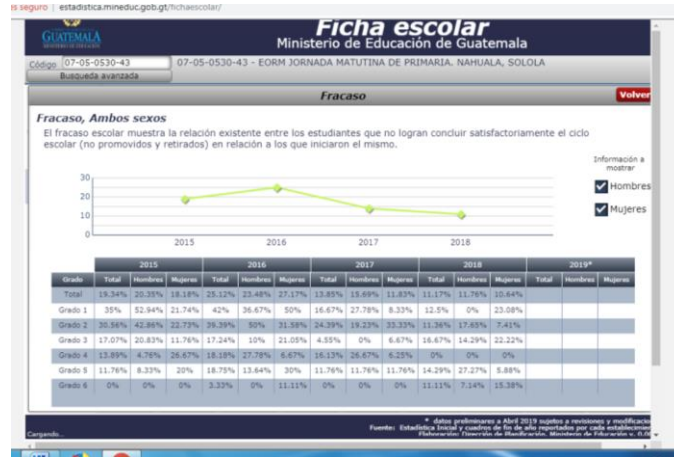 es seguro | estadistica.mineduc.gob.gt/fichaescolar/
GUATEMALA
Ficha escolar
Ministerio de Educación de Guatemala
Código 07-05-0530-43 07-05-0530-43 - EORM JORNADA MATUTINA DE PRIMARIA. NAHUALA, SOLOLA
Busqueda avanzada
Fracaso Volver
Fracaso, Ambos sexos
El fracaso escolar muestra la relación existente entre los estudiantes que no logran concluir satisfactoriamente el ciclo
escolar (no promovidos y retirados) en relación a los que iniciaron el mismo.
Información a
mostrar
Hombres
Mujeres
30
20
10
0
2015 2016 2017 2018
2015 2016 2017 2018 2019*
Grado Total Hombres Mujeres Total Hombres Mujeres Total Hombres Mujeres Total Hombres Mujeres Total Hombres Mujeres
Total 19.34% 20.35% 18.18% 25.12% 23.48% 27.17% 13.85% 15.69% 11.83% 11.17% 11.76% 10.64%
Grado 1 35% 52.94% 21.74% 42% 36.67% 50% 16.67% 27.78% 8.33% 12.5% 0% 23.08%
Grado 2 30.56% 42.86% 22.73% 39.39% 50% 31.58% 24.39% 19.23% 33.33% 11.36% 17.65% 7.41%
Grado 3 17.07% 20.83% 11.76% 17.24% 10% 21.05% 4.55% 0% 6.67% 16.67% 14.29% 22.22%
Grado 4 13.89% 4.76% 26.67% 18.18% 27.78% 6.67% 16.13% 26.67% 6.25% 0% 0% 0%
Grado 5 11.76% 8.33% 20% 18.75% 13.64% 30% 11.76% 11.76% 11.76% 14.29% 27.27% 5.88%
Grado 6 0% 0% 0% 3.33% 0% 11.11% 0% 0% 0% 11.11% 7.14% 15.38%
* datos preliminares a Abril 2019 sujetos a revisiones y modificacio
Fuente: Estadística Inicial y cuadros de fin de año reportados por cada establecimien
Elaboración: Dirección de Planificación, Ministerio de Educación v. 0.0
Cargando..